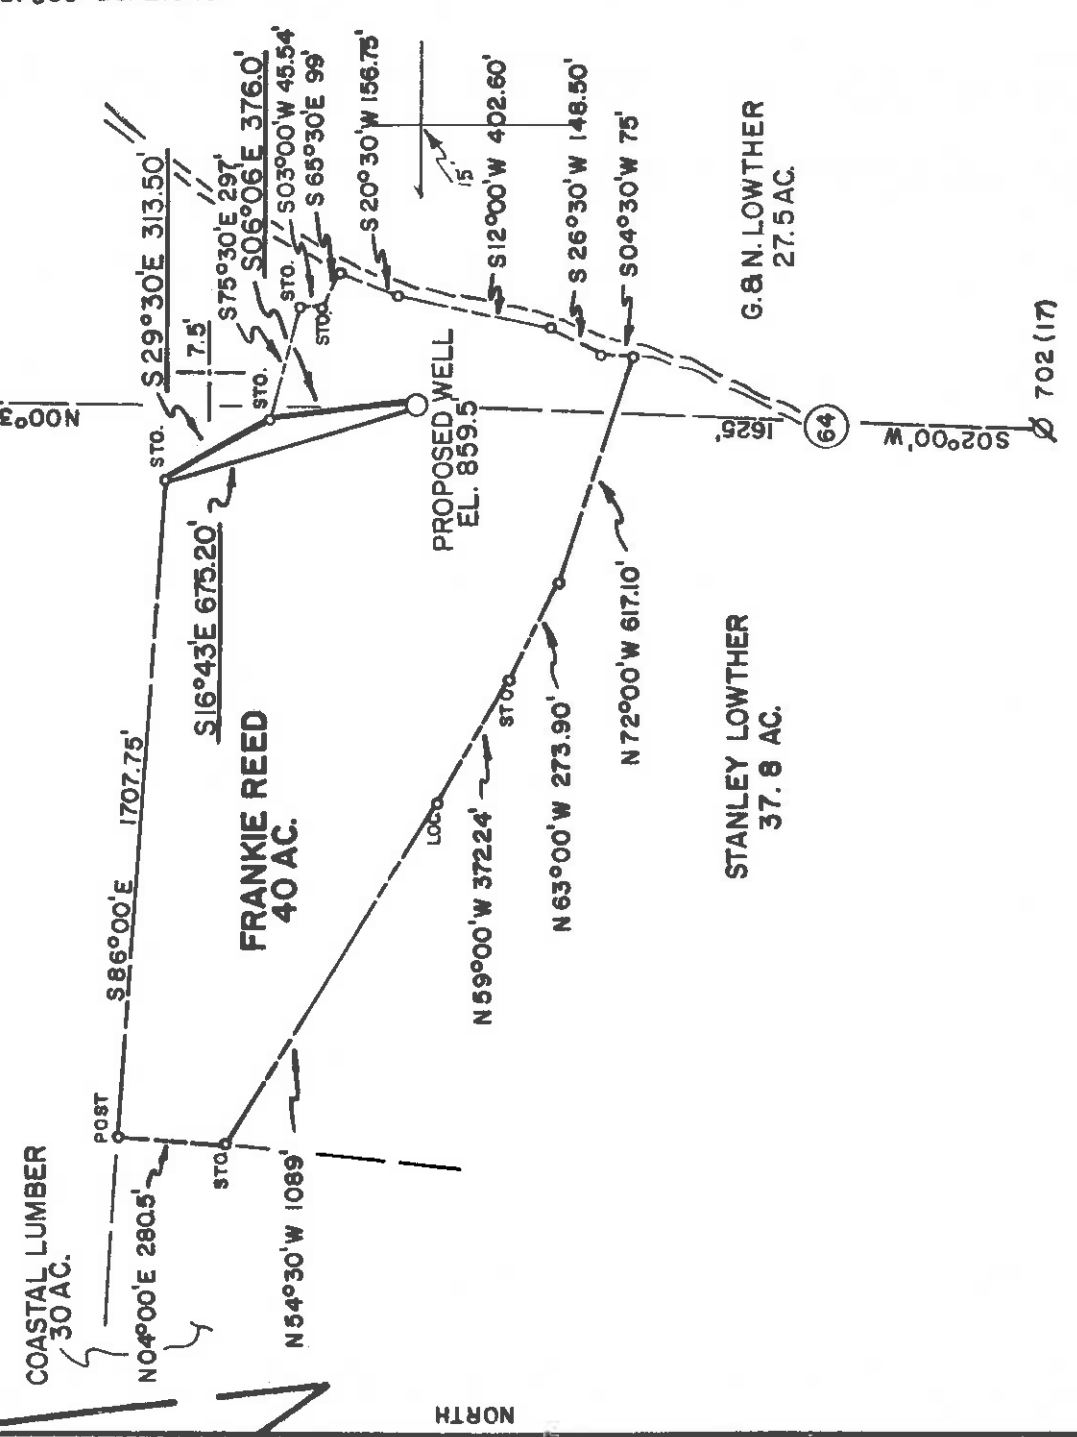 COASTAL LUMBER
30 AC.
N04°00'E 280.5'
POST
STO.
N54°30'W 1089'
S86°00'E 1707.75'
FRANKIE REED
40 AC.
S16°43'E 675.20'
STO.
S29°30'E 313.50'
7.5'
STO.
S75°30'E 297'
S06°06'E 376.0'
STO.
S03°00'W 45.54'
STO.
S65°30'E 99'
S20°30'W 156.75'
15'
S12°00'W 402.60'
S26°30'W 148.50'
S04°30'W 75'
G.&N. LOWTHER
27.5 AC.
PROPOSED WELL
EL. 859.5'
LOC.
STO.
N59°00'W 372.24'
N63°00'W 273.90'
N72°00'W 617.10'
STANLEY LOWTHER
37.8 AC.
1625'
64
S02°00'W
702 (17)
N00°3
NORTH